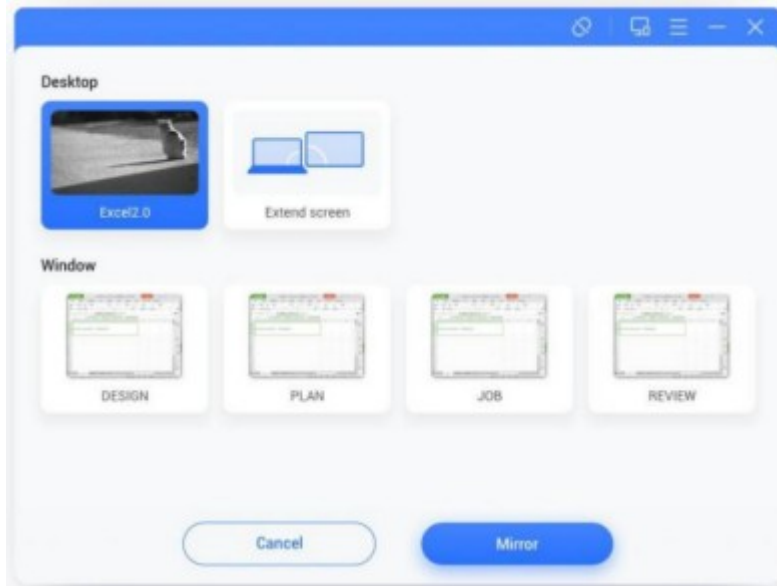 Desktop
Excel2.0
Extend screen
Window
DESIGN
PLAN
JOB
REVIEW
Cancel
Mirror